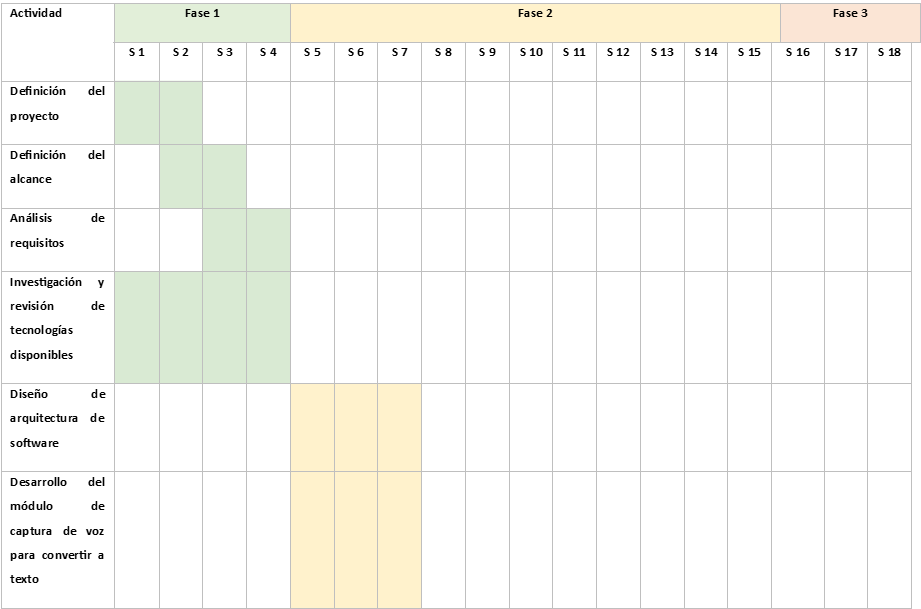 Actividad Fase 1 Fase 2 Fase 3
S 1 S 2 S 3 S 4 S 5 S 6 S 7 S 8 S 9 S 10 S 11 S 12 S 13 S 14 S 15 S 16 S 17 S 18
Definición del
proyecto
Definición del
alcance
Análisis de
requisitos
Investigación y
revisión de
tecnologías
disponibles
Diseño de
arquitectura de
software
Desarrollo del
módulo de
captura de voz
para convertir a
texto